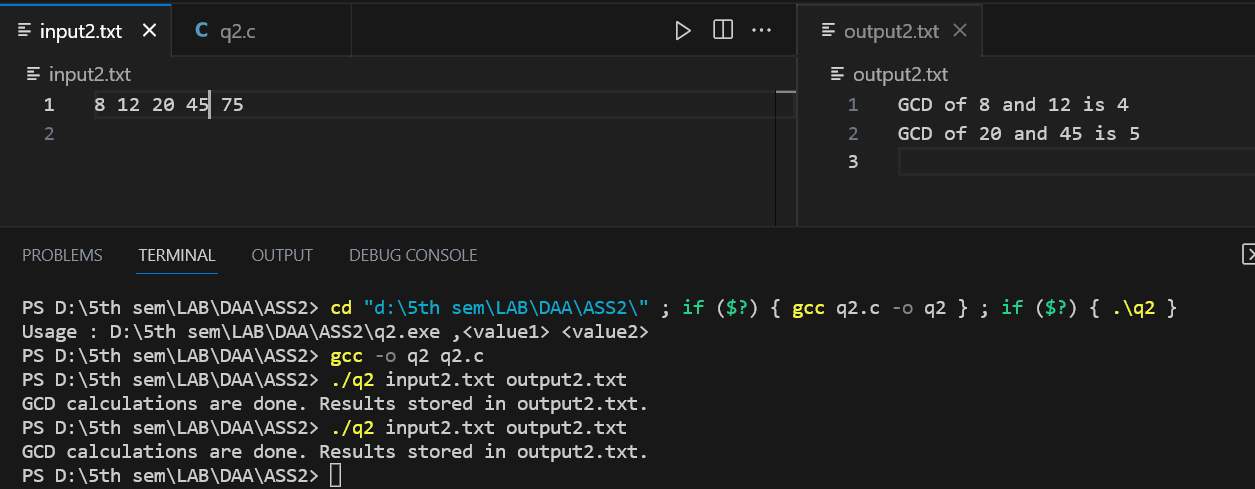 input2.txt × C q2.c ...
output2.txt ×
input2.txt
1 8 12 20 45 75
2
output2.txt
1 GCD of 8 and 12 is 4
2 GCD of 20 and 45 is 5
3
PROBLEMS TERMINAL OUTPUT DEBUG CONSOLE
PS D:\5th sem\LAB\DAA\ASS2> cd "d:\5th sem\LAB\DAA\ASS2\" ; if ($?) { gcc q2.c -o q2 } ; if ($?) { .\q2 }
Usage : D:\5th sem\LAB\DAA\ASS2\q2.exe ,<value1> <value2>
PS D:\5th sem\LAB\DAA\ASS2> gcc -o q2 q2.c
PS D:\5th sem\LAB\DAA\ASS2> ./q2 input2.txt output2.txt
GCD calculations are done. Results stored in output2.txt.
PS D:\5th sem\LAB\DAA\ASS2> ./q2 input2.txt output2.txt
GCD calculations are done. Results stored in output2.txt.
PS D:\5th sem\LAB\DAA\ASS2>